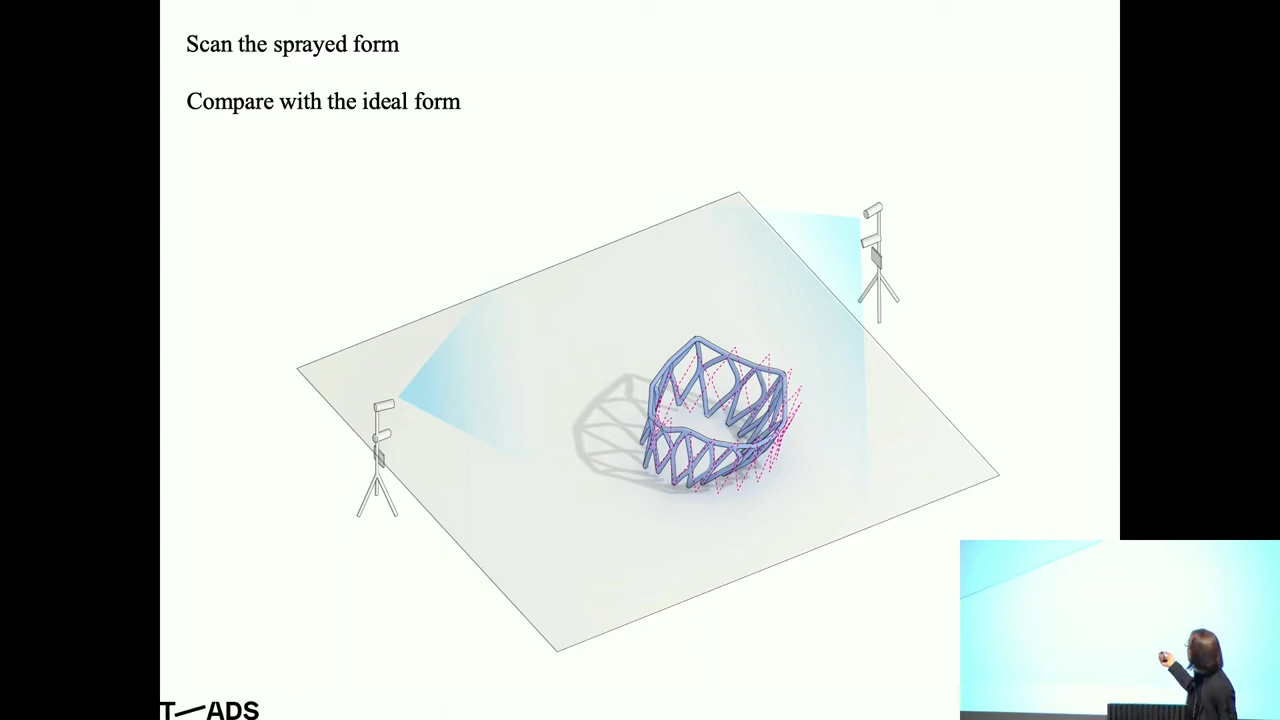 Scan the sprayed form
Compare with the ideal form
T—ADS